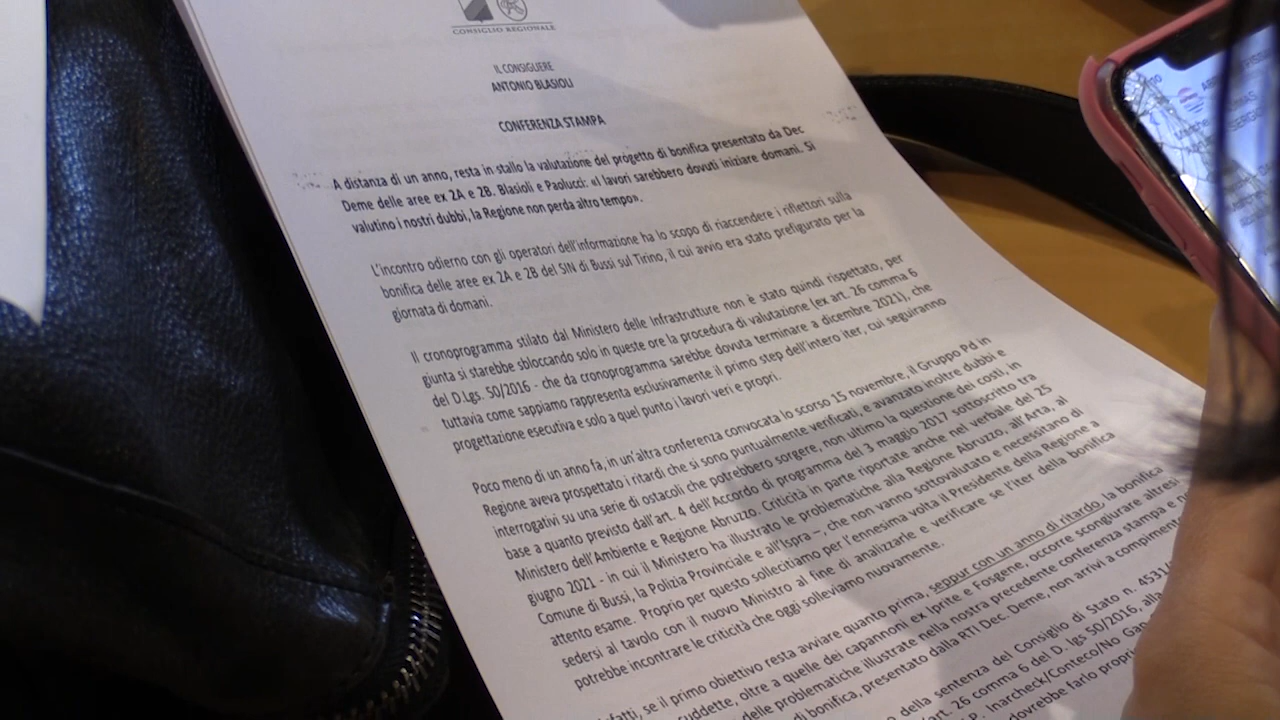 CONSIGLIO REGIONALE
IL CONSIGLIERE
ANTONIO BLASIOLI
CONFERENZA STAMPA
A distanza di un anno, resta in stallo la valutazione del progetto di bonifica presentato da Dec
Deme delle aree ex 2A e 2B. Blasioli e Paolucci: «I lavori sarebbero dovuti iniziare domani. Si
valutino i nostri dubbi, la Regione non perda altro tempo».
L'incontro odierno con gli operatori dell'informazione ha lo scopo di riaccendere i riflettori sulla
bonifica delle aree ex 2A e 2B del SIN di Bussi sul Tirino, il cui avvio era stato prefigurato per la
giornata di domani.
Il cronoprogramma stilato dal Ministero delle Infrastrutture non è stato quindi rispettato, per
giunta si starebbe sbloccando solo in queste ore la procedura di valutazione (ex art. 26 comma 6
del D.Lgs. 50/2016 - che da cronoprogramma sarebbe dovuta terminare a dicembre 2021), che
tuttavia come sappiamo rappresenta esclusivamente il primo step dell'intero iter, cui seguiranno
progettazione esecutiva e solo a quel punto i lavori veri e propri.
Poco meno di un anno fa, in un'altra conferenza convocata lo scorso 15 novembre, il Gruppo Pd in
Regione aveva prospettato i ritardi che si sono puntualmente verificati, e avanzato inoltre dubbi e
interrogativi su una serie di ostacoli che potrebbero sorgere, non ultimo la questione dei costi, in
base a quanto previsto dall'art. 4 dell'Accordo di programma del 3 maggio 2017 sottoscritto tra
Ministero dell'Ambiente e Regione Abruzzo. Criticità in parte riportate anche nel verbale del 25
giugno 2021 - in cui il Ministero ha illustrato le problematiche alla Regione Abruzzo, all'Arta, al
Comune di Bussi, la Polizia Provinciale e all'Ispra –, che non vanno sottovalutato e necessitano di
attento esame. Proprio per questo sollecitiamo per l'ennesima volta il Presidente della Regione a
sedersi al tavolo con il nuovo Ministro al fine di analizzarle e verificare se l'iter della bonifica
potrebbe incontrare le criticità che oggi solleviamo nuovamente.
se il primo obiettivo resta avviare quanto prima, seppur con un anno di ritardo, la bonifica
suddette, oltre a quelle dei capannoni ex Iprite e Fosgene, occorre scongiurare altresì
delle problematiche illustrate nella nostra precedente conferenza stampa e
di bonifica, presentato dalla RTI Dec. Deme, non arrivi a
della sentenza del Consiglio di Stato n.
26 comma 6 del D. lgs 50/2016,
Inarcheck/Conteco/No Gap
dovrebbe farlo